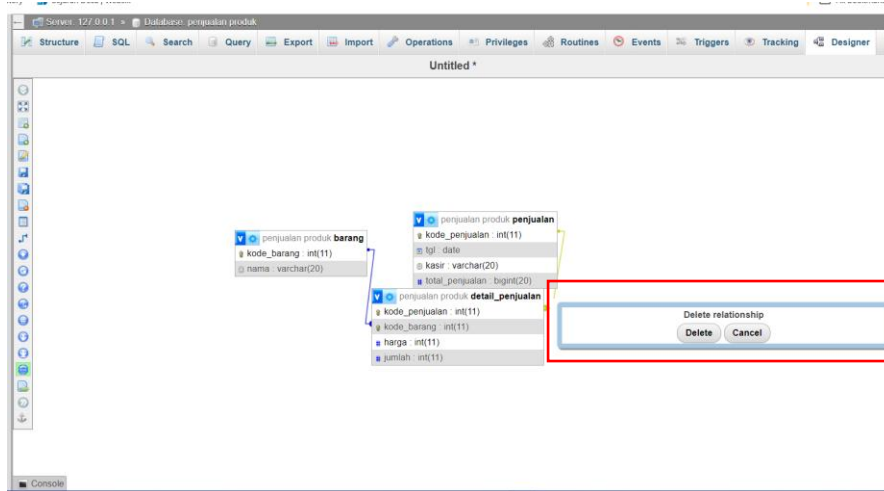 Server: 127.0.0.1 » Database: penjualan produk
Structure SQL Search Query Export Import Operations Privileges Routines Events Triggers Tracking Designer
Untitled *
penjualan produk barang
kode_barang : int(11)
nama : varchar(20)
penjualan produk penjualan
kode_penjualan : int(11)
tgl : date
kasir : varchar(20)
total_penjualan : bigint(20)
penjualan produk detail_penjualan
kode_penjualan : int(11)
kode_barang : int(11)
harga : int(11)
jumlah : int(11)
Delete relationship
Delete Cancel
Console